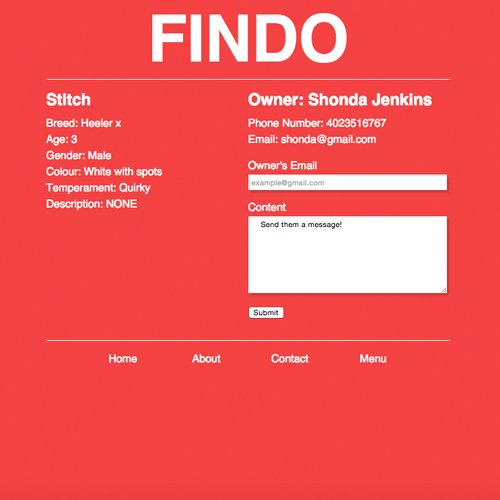 FINDO
Stitch
Breed: Heeler x
Age: 3
Gender: Male
Colour: White with spots
Temperament: Quirky
Description: NONE
Owner: Shonda Jenkins
Phone Number: 4023516767
Email: shonda@gmail.com
Owner's Email
example@gmail.com
Content
Send them a message!
Submit
Home About Contact Menu